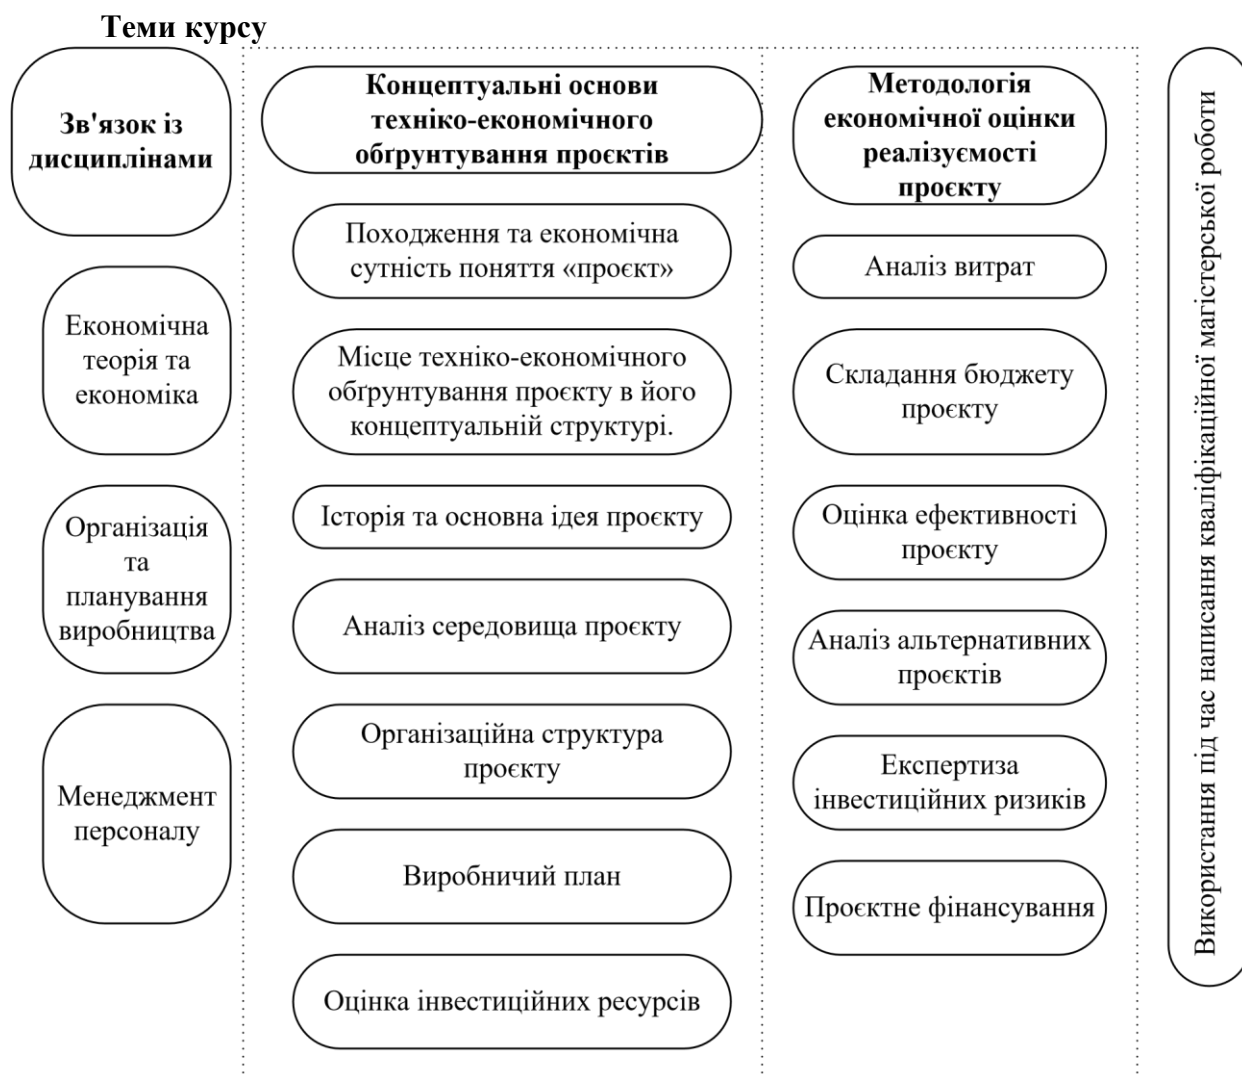 Теми курсу
Зв'язок із
дисциплінами
Економічна
теорія та
економіка
Організація
та
планування
виробництва
Менеджмент
персоналу
Концептуальні основи
техніко-економічного
обґрунтування проєктів
Походження та економічна
сутність поняття «проєкт»
Місце техніко-економічного
обґрунтування проєкту в його
концептуальній структурі.
Історія та основна ідея проєкту
Аналіз середовища проєкту
Організаційна структура
проєкту
Виробничий план
Оцінка інвестиційних ресурсів
Методологія
економічної оцінки
реалізуємості
проєкту
Аналіз витрат
Складання бюджету
проєкту
Оцінка ефективності
проєкту
Аналіз альтернативних
проєктів
Експертиза
інвестиційних ризиків
Проєктне фінансування
Використання під час написання кваліфікаційної магістерської роботи